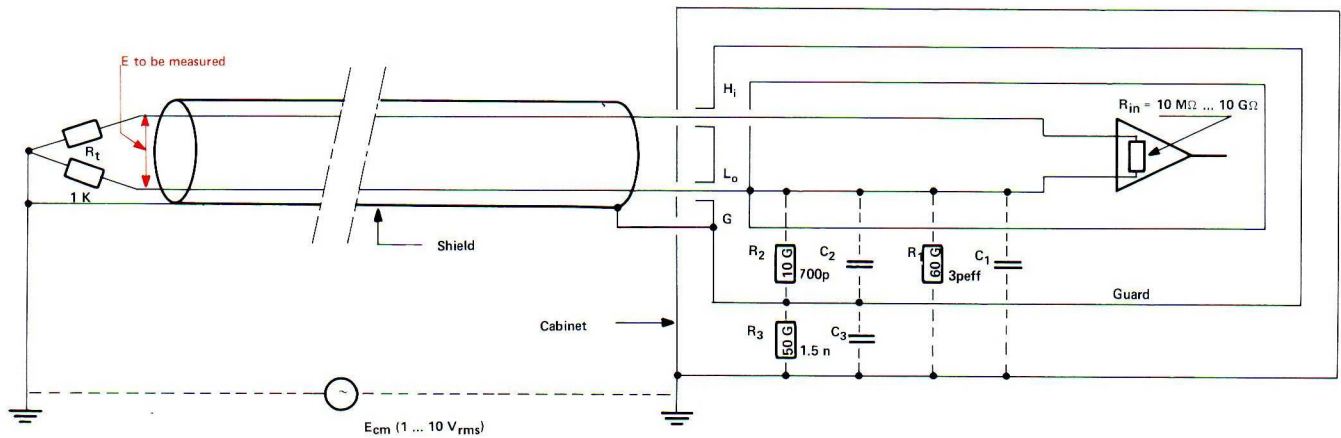 E to be measured
Rt
1 K
Shield
Hi
Lo
G
Rin = 10 MΩ ... 10 GΩ
R2
10 G
700p
C2
R1
60 G
3peff
C1
Guard
Cabinet
R3
50 G
1.5 n
C3
~
Ecm (1 ... 10 Vrms)